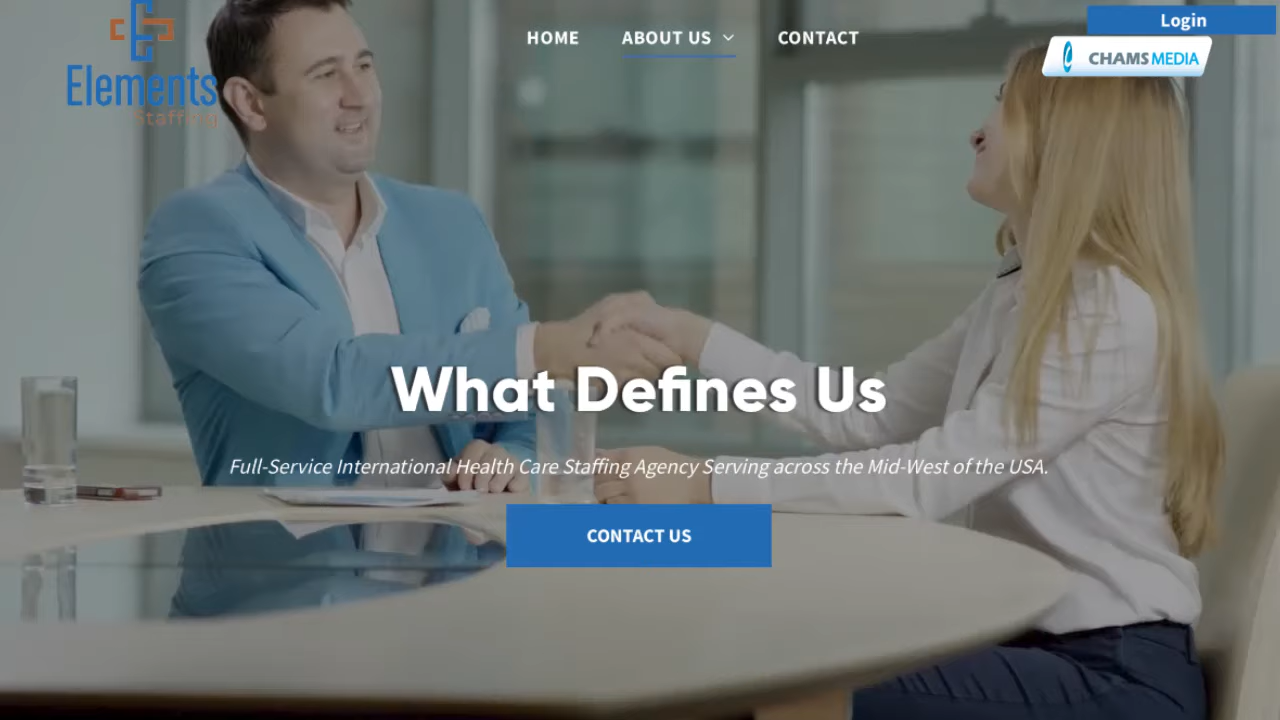 Elements
Staffing
HOME
ABOUT US
CONTACT
Login
CHAMS MEDIA
What Defines Us
Full-Service International Health Care Staffing Agency Serving across the Mid-West of the USA.
CONTACT US